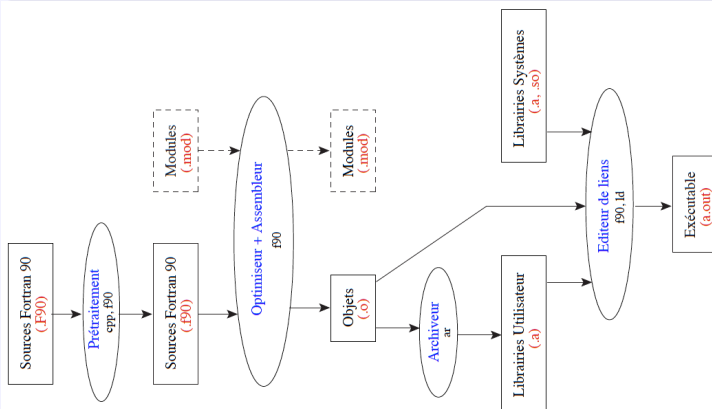 Sources Fortran 90
(.F90)
Prétraitement
cpp, f90
Sources Fortran 90
(.f90)
Modules
(.mod)
Optimiseur + Assembleur
f90
Modules
(.mod)
Objets
(.o)
Archiveur
ar
Librairies Utilisateur
(.a)
Librairies Systèmes
(.a, .so)
Editeur de liens
f90, ld
Exécutable
(a.out)